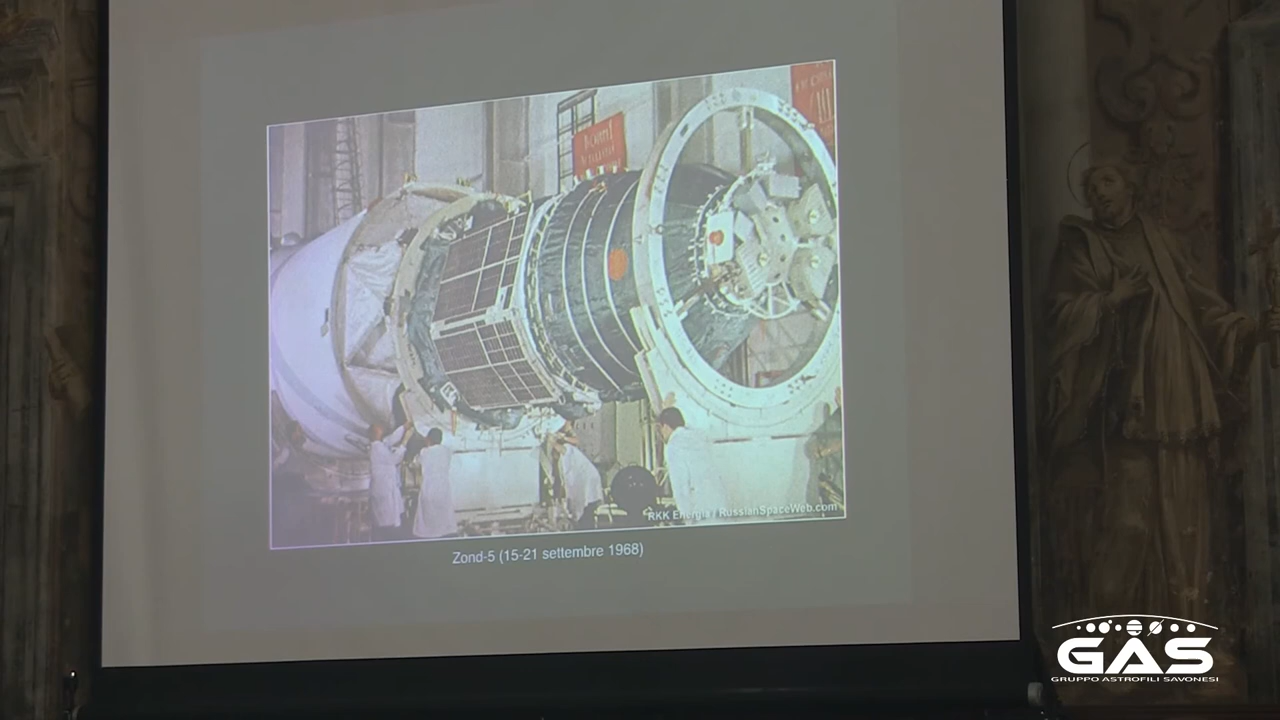 RKK Energia / RussianSpaceWeb.com
Zond-5 (15-21 settembre 1968)
GAS
GRUPPO ASTROFILI SAVONESI